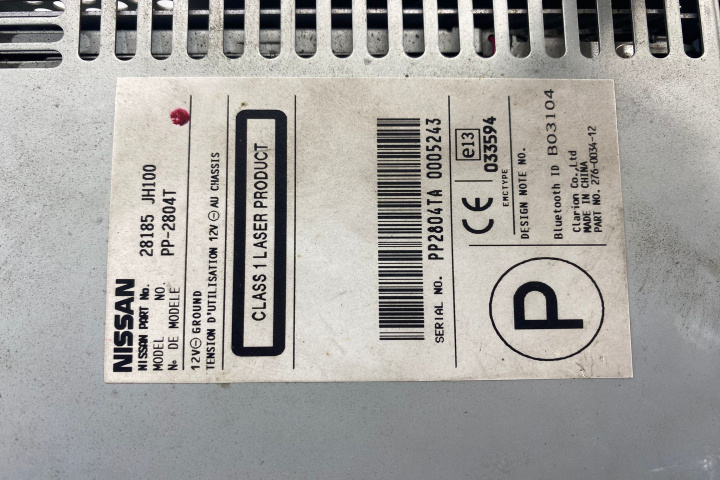 NISSAN
NISSAN PART No. 28185 JH100
MODEL NO. PP-2804T
No DE MODELE
12V⊖GROUND
TENSION D'UTILISATION 12V ⊖ AU CHASSIS
CLASS 1 LASER PRODUCT
SERIAL NO. PP2804TA 0005243
CE e13
033594
EMCTYPE
DESIGN NOTE NO.
P
Bluetooth ID B03104
Clarion Co.,Ltd
MADE IN CHINA
PART NO. 276-0034-12